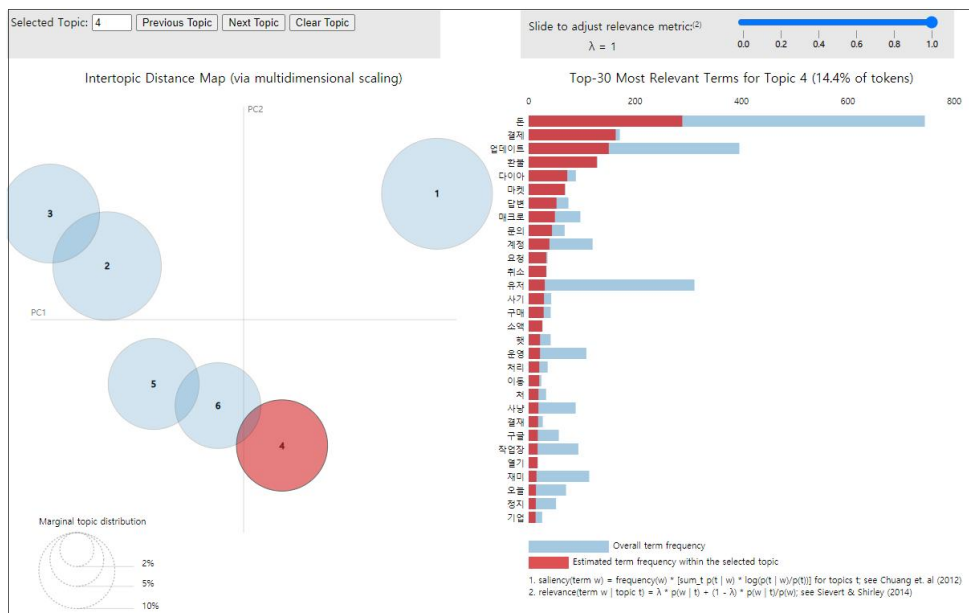 Selected Topic: 4 Previous Topic Next Topic Clear Topic
Slide to adjust relevance metric:(2)
λ = 1
0.0 0.2 0.4 0.6 0.8 1.0
Intertopic Distance Map (via multidimensional scaling)
PC2
PC1
1
3
2
5
6
4
Marginal topic distribution
2%
5%
10%
Top-30 Most Relevant Terms for Topic 4 (14.4% of tokens)
0 200 400 600 800
돈
결제
업데이트
환불
다이아
마켓
답변
매크로
문의
계정
요청
취소
유저
사기
구매
소액
햇
운영
처리
이동
처
사냥
결재
구글
작업장
열기
재미
오늘
정지
기업
Overall term frequency
Estimated term frequency within the selected topic
1. saliency(term w) = frequency(w) * [sum_t p(t | w) * log(p(t | w)/p(t))] for topics t; see Chuang et. al (2012)
2. relevance(term w | topic t) = λ * p(w | t) + (1 - λ) * p(w | t)/p(w); see Sievert & Shirley (2014)